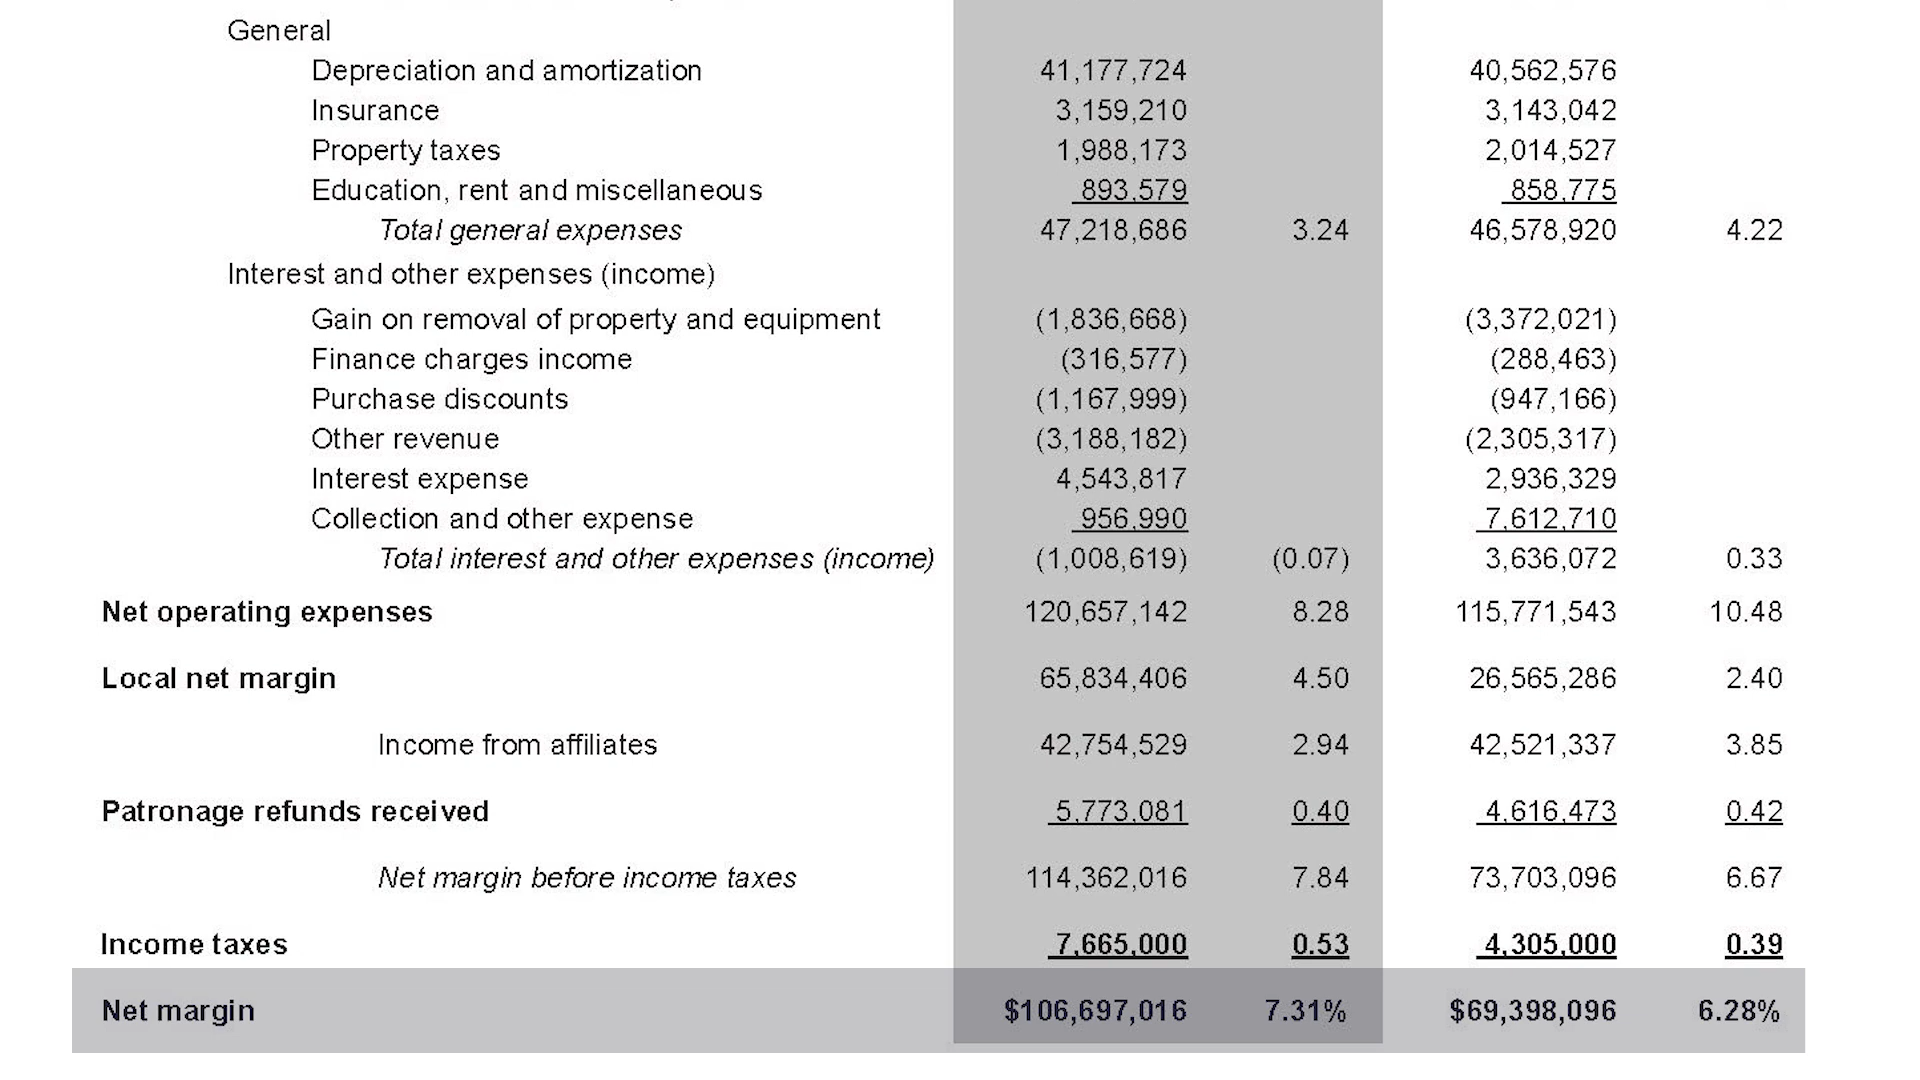 General
Depreciation and amortization 41,177,724 40,562,576
Insurance 3,159,210 3,143,042
Property taxes 1,988,173 2,014,527
Education, rent and miscellaneous 893,579 858,775
Total general expenses 47,218,686 3.24 46,578,920 4.22
Interest and other expenses (income)
Gain on removal of property and equipment (1,836,668) (3,372,021)
Finance charges income (316,577) (288,463)
Purchase discounts (1,167,999) (947,166)
Other revenue (3,188,182) (2,305,317)
Interest expense 4,543,817 2,936,329
Collection and other expense 956,990 7,612,710
Total interest and other expenses (income) (1,008,619) (0.07) 3,636,072 0.33
Net operating expenses 120,657,142 8.28 115,771,543 10.48
Local net margin 65,834,406 4.50 26,565,286 2.40
Income from affiliates 42,754,529 2.94 42,521,337 3.85
Patronage refunds received 5,773,081 0.40 4,616,473 0.42
Net margin before income taxes 114,362,016 7.84 73,703,096 6.67
Income taxes 7,665,000 0.53 4,305,000 0.39
Net margin $106,697,016 7.31% $69,398,096 6.28%